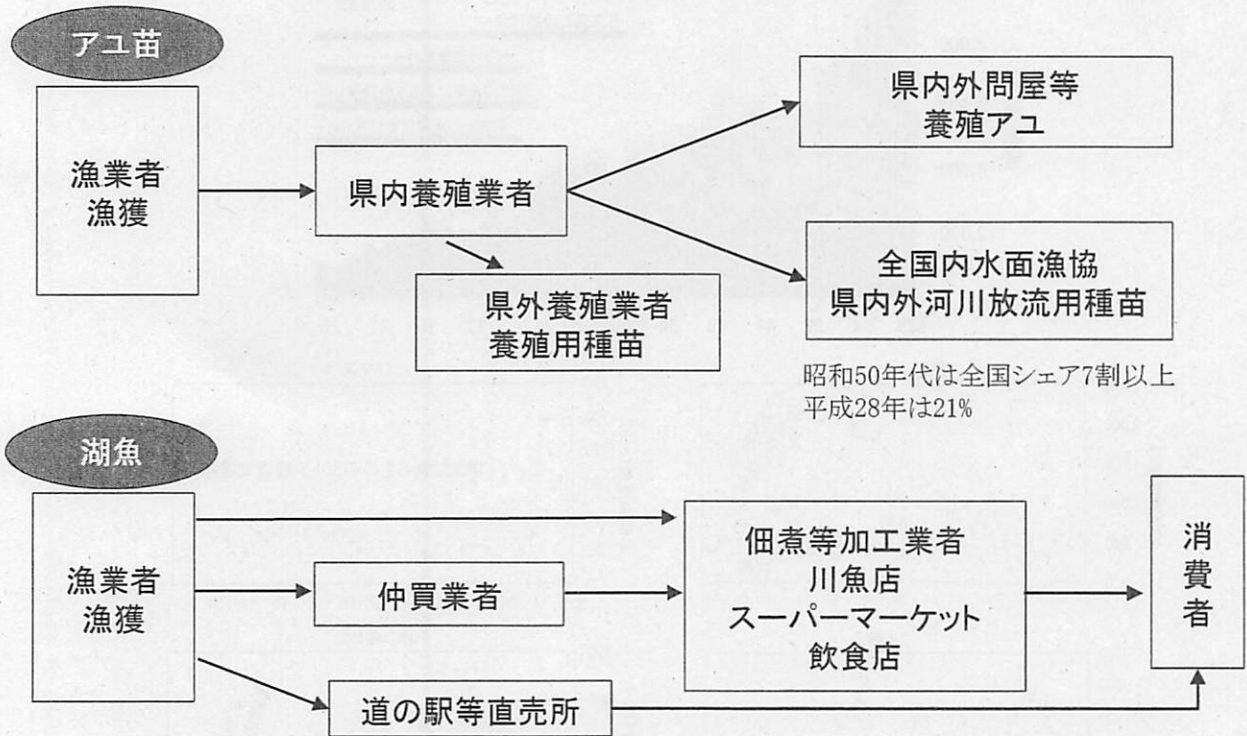 アユ苗
漁業者
漁獲
県内養殖業者
県外養殖業者
養殖用種苗
県内外問屋等
養殖アユ
全国内水面漁協
県内外河川放流用種苗
昭和50年代は全国シェア7割以上
平成28年は21%
湖魚
漁業者
漁獲
仲買業者
道の駅等直売所
佃煮等加工業者
川魚店
スーパーマーケット
飲食店
消費者